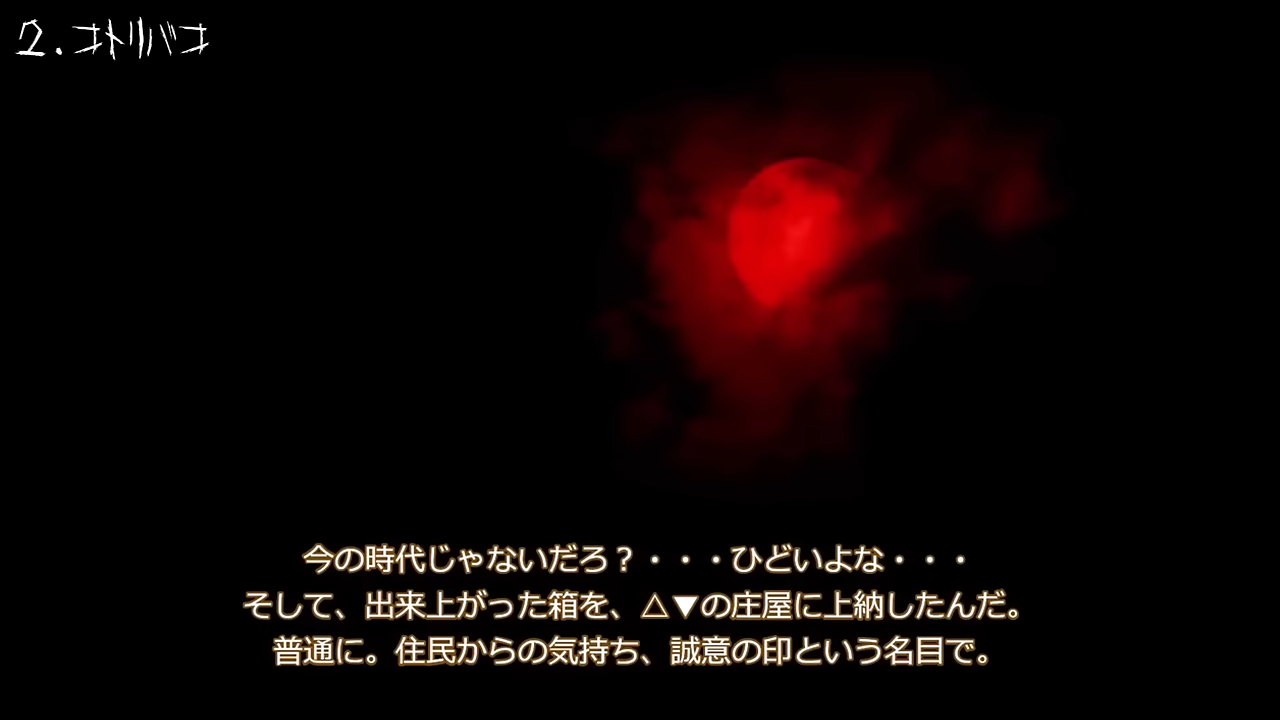 2.コトリバコ
今の時代じゃないだろ？・・・ひどいよな・・・
そして、出来上がった箱を、△▼の庄屋に上納したんだ。
普通に。住民からの気持ち、誠意の印という名目で。